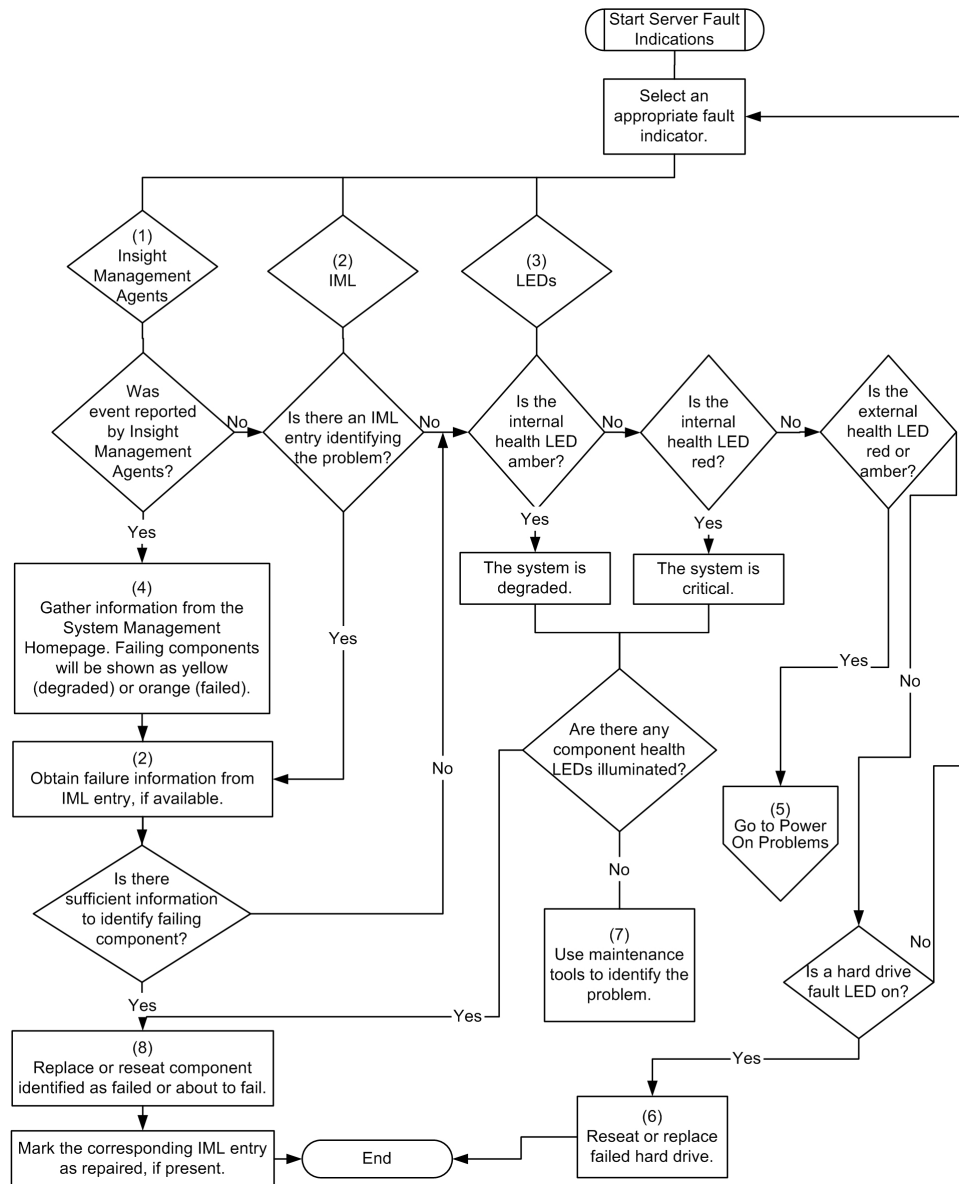 Start Server Fault
Indications
Select an
appropriate fault
indicator.
(1)
Insight
Management
Agents
(2)
IML
(3)
LEDs
Was
event reported
by Insight
Management
Agents?
No
Is there an IML
entry identifying
the problem?
No
Is the
internal
health LED
amber?
No
Is the
internal
health LED
red?
No
Is the
external
health LED
red or
amber?
Yes
Yes
Yes
(4)
Gather information from the
System Management
Homepage. Failing components
will be shown as yellow
(degraded) or orange (failed).
The system is
degraded.
The system is
critical.
Yes
Yes
No
(2)
Obtain failure information from
IML entry, if available.
No
Are there any
component health
LEDs illuminated?
(5)
Go to Power
On Problems
Is there
sufficient information
to identify failing
component?
No
(7)
Use maintenance
tools to identify the
problem.
No
Is a hard drive
fault LED on?
Yes
Yes
Yes
(8)
Replace or reseat component
identified as failed or about to fail.
(6)
Reseat or replace
failed hard drive.
Mark the corresponding IML entry
as repaired, if present.
End